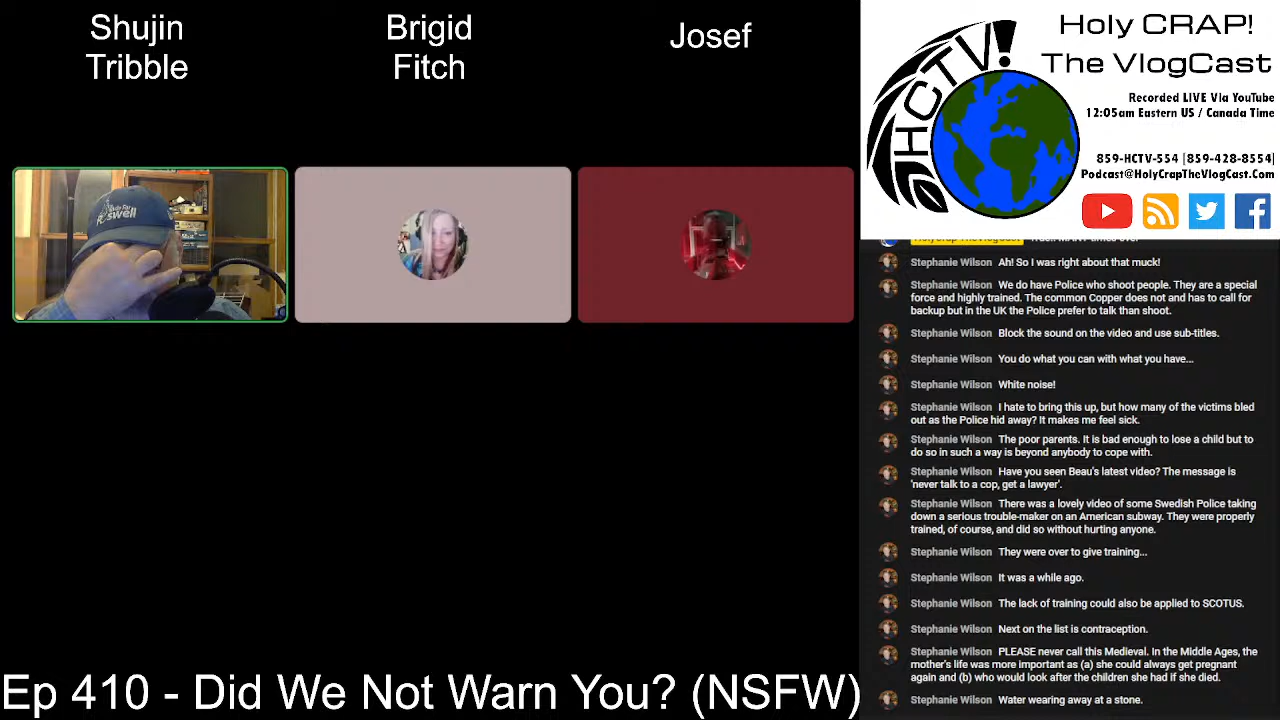 Shujin
Tribble
Brigid
Fitch
Josef
HCTV!
Holy CRAP!
The VlogCast
Recorded LIVE Via YouTube
12:05am Eastern US / Canada Time
859-HCTV-554 [859-428-8554]
Podcast@HolyCrapTheVlogCast.Com
Stephanie Wilson Ah! So I was right about that muck!
Stephanie Wilson We do have Police who shoot people. They are a special
force and highly trained. The common Copper does not and has to call for
backup but in the UK the Police prefer to talk than shoot.
Stephanie Wilson Block the sound on the video and use sub-titles.
Stephanie Wilson You do what you can with what you have...
Stephanie Wilson White noise!
Stephanie Wilson I hate to bring this up, but how many of the victims bled
out as the Police hid away? It makes me feel sick.
Stephanie Wilson The poor parents. It is bad enough to lose a child but to
do so in such a way is beyond anybody to cope with.
Stephanie Wilson Have you seen Beau's latest video? The message is
'never talk to a cop, get a lawyer'.
Stephanie Wilson There was a lovely video of some Swedish Police taking
down a serious trouble-maker on an American subway. They were properly
trained, of course, and did so without hurting anyone.
Stephanie Wilson They were over to give training...
Stephanie Wilson It was a while ago.
Stephanie Wilson The lack of training could also be applied to SCOTUS.
Stephanie Wilson Next on the list is contraception.
Stephanie Wilson PLEASE never call this Medieval. In the Middle Ages, the
mother's life was more important as (a) she could always get pregnant
again and (b) who would look after the children she had if she died.
Stephanie Wilson Water wearing away at a stone.
Ep 410 - Did We Not Warn You? (NSFW)